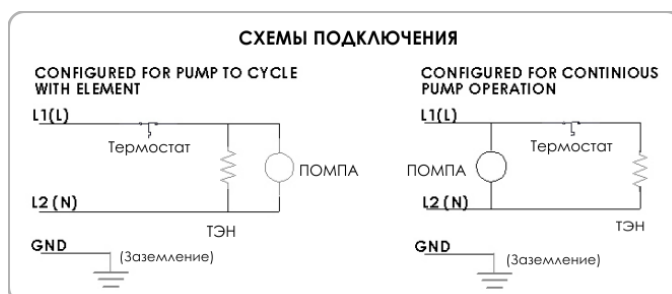 СХЕМЫ ПОДКЛЮЧЕНИЯ
CONFIGURED FOR PUMP TO CYCLE
WITH ELEMENT
L1(L)
Термостат
ПОМПА
L2 (N)
ТЭН
GND
(Заземление)
CONFIGURED FOR CONTINIOUS
PUMP OPERATION
L1(L)
Термостат
ПОМПА
L2 (N)
ТЭН
GND
(Заземление)